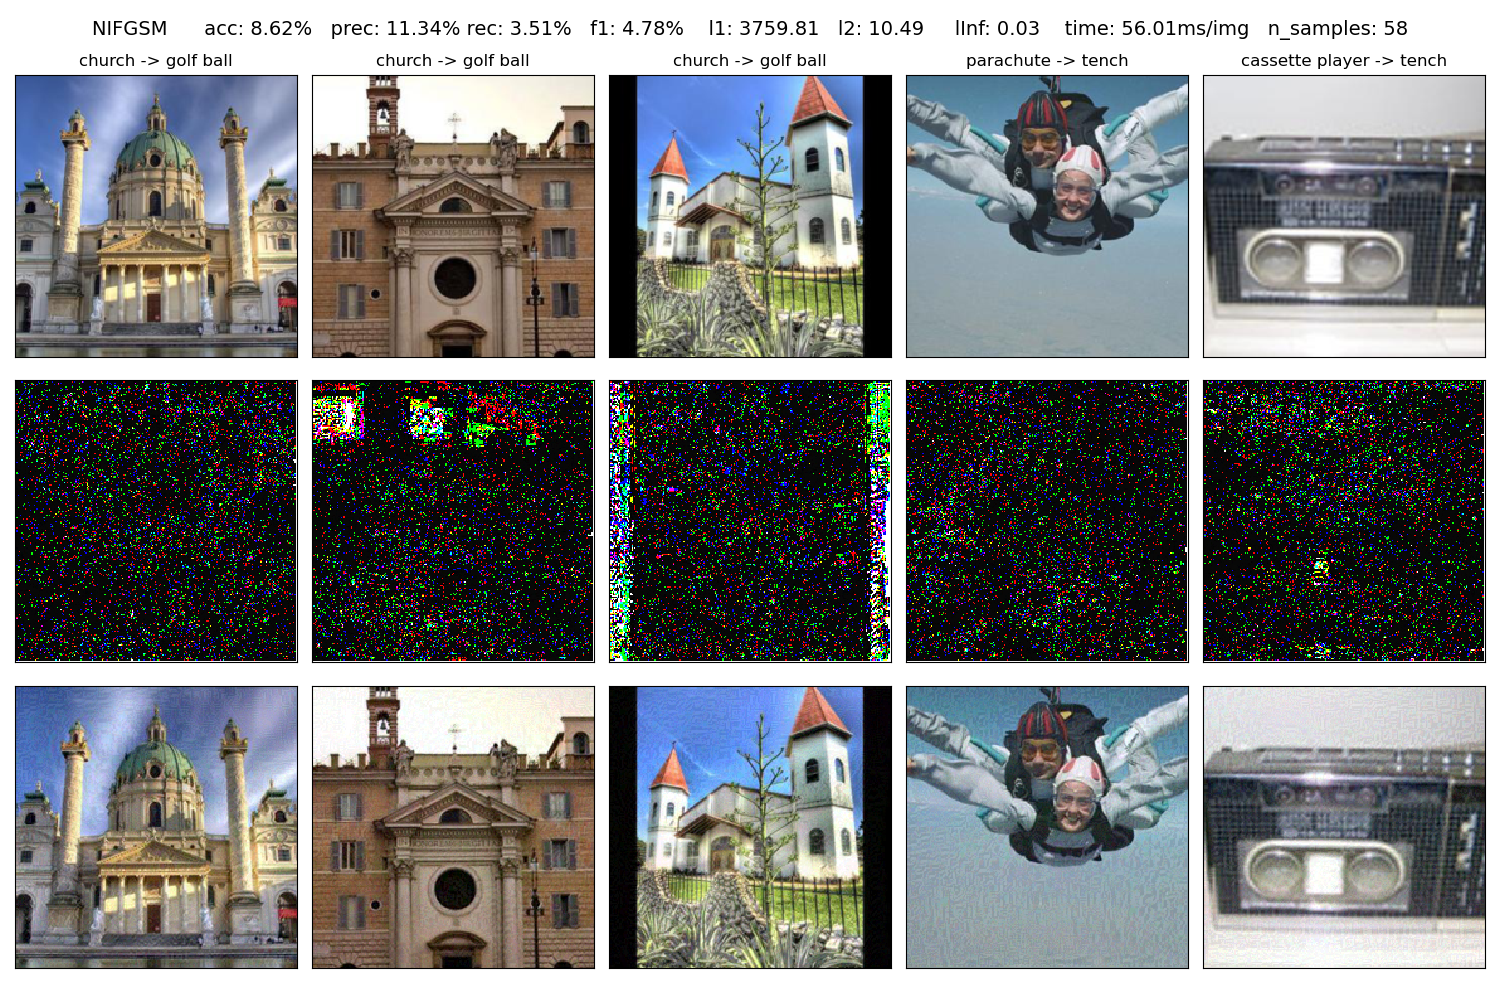 NIFGSM acc: 8.62% prec: 11.34% rec: 3.51% f1: 4.78% l1: 3759.81 l2: 10.49 lInf: 0.03 time: 56.01ms/img n_samples: 58
church -> golf ball
church -> golf ball
church -> golf ball
parachute -> tench
cassette player -> tench